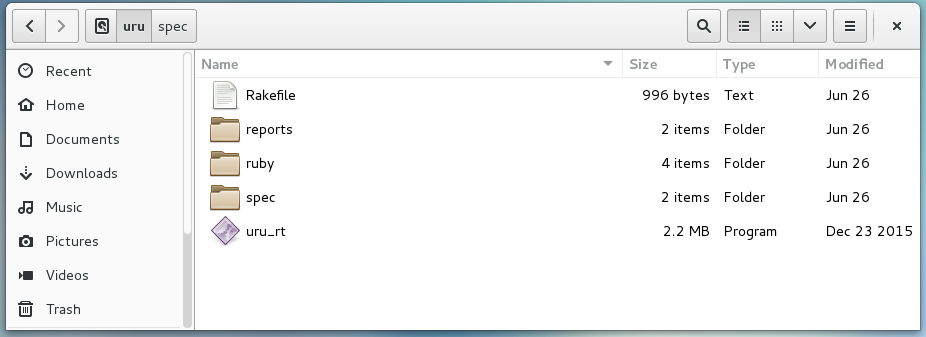 uru spec
Name Size Type Modified
Recent
Home
Documents
Downloads
Music
Pictures
Videos
Trash
Rakefile 996 bytes Text Jun 26
reports 2 items Folder Jun 26
ruby 4 items Folder Jun 26
spec 2 items Folder Jun 26
uru_rt 2.2 MB Program Dec 23 2015